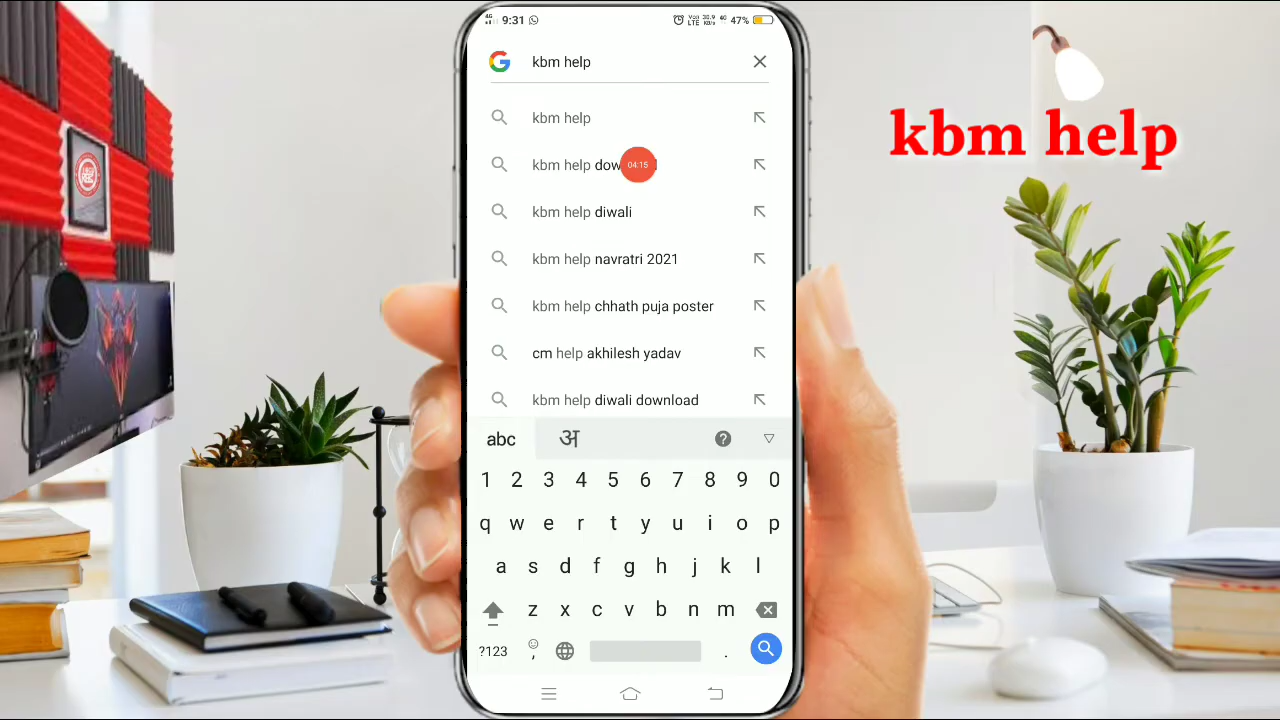 4G 9:31 47%
kbm help
kbm help
kbm help
04:15
kbm help diwali
kbm help navratri 2021
kbm help chhath puja poster
cm help akhilesh yadav
kbm help diwali download
abc अ
1 2 3 4 5 6 7 8 9 0
q w e r t y u i o p
a s d f g h j k l
z x c v b n m
?123 , .
kbm help